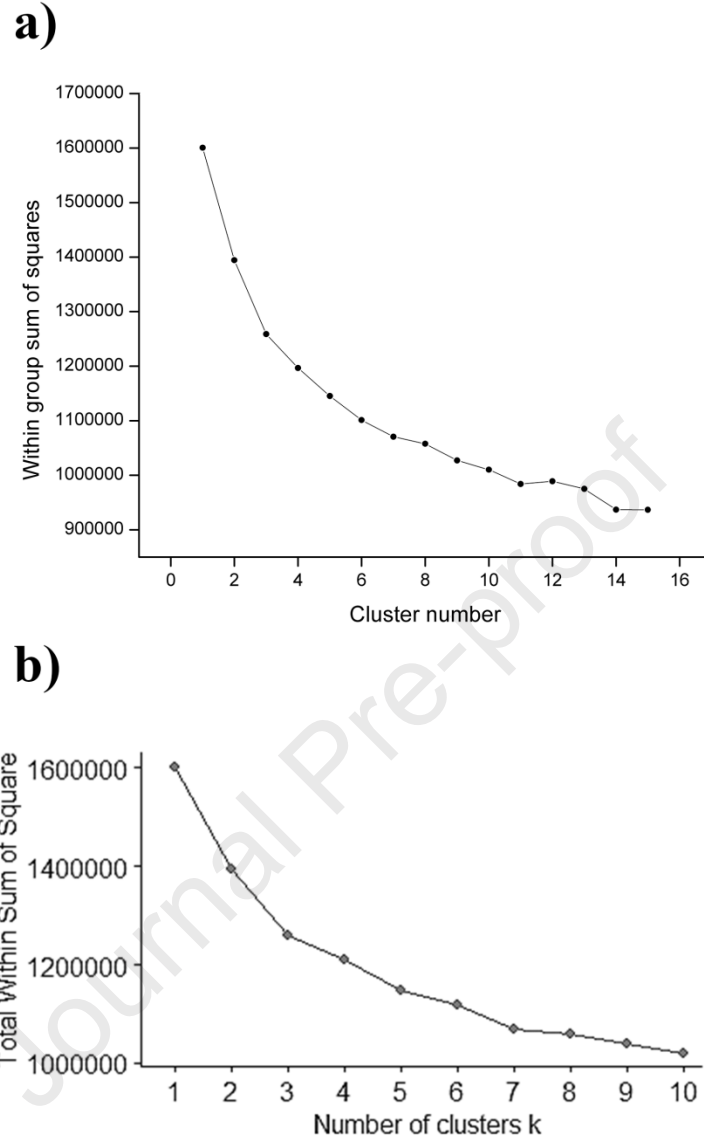 a)
1700000
1600000
1500000
1400000
1300000
1200000
1100000
1000000
900000
Within group sum of squares
0 2 4 6 8 10 12 14 16
Cluster number
b)
1600000
1400000
1200000
1000000
Total Within Sum of Square
1 2 3 4 5 6 7 8 9 10
Number of clusters k
Journal Pre-proof